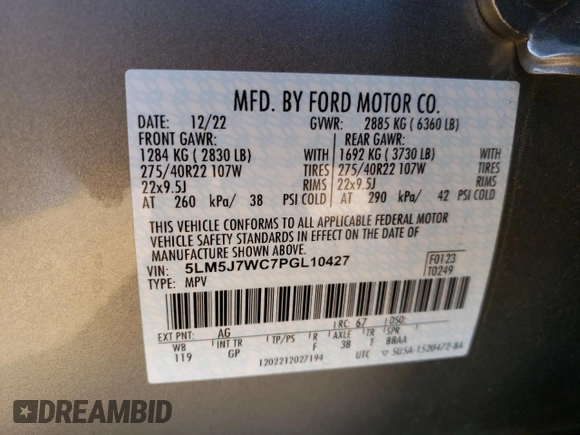 MFD. BY FORD MOTOR CO.
DATE: 12/22 GVWR: 2885 KG ( 6360 LB)
FRONT GAWR: REAR GAWR:
1284 KG ( 2830 LB) WITH 1692 KG ( 3730 LB) WITH
275/40R22 107W TIRES 275/40R22 107W TIRES
22x9.5J RIMS 22x9.5J RIMS
AT 260 kPa/ 38 PSI COLD AT 290 kPa/ 42 PSI COLD
THIS VEHICLE CONFORMS TO ALL APPLICABLE FEDERAL MOTOR
VEHICLE SAFETY STANDARDS IN EFFECT ON THE DATE OF
MANUFACTURE SHOWN ABOVE.
VIN: 5LM5J7WC7PGL10427 F0123
TYPE: MPV T0249
EXT PNT: AG RC: 67 DSO:
WB INT TR TP/PS R AXLE TR SPR
119 GP F 3B F BBAA
1202212027194 UTC 5USA-1520472-BA
DREAMBID